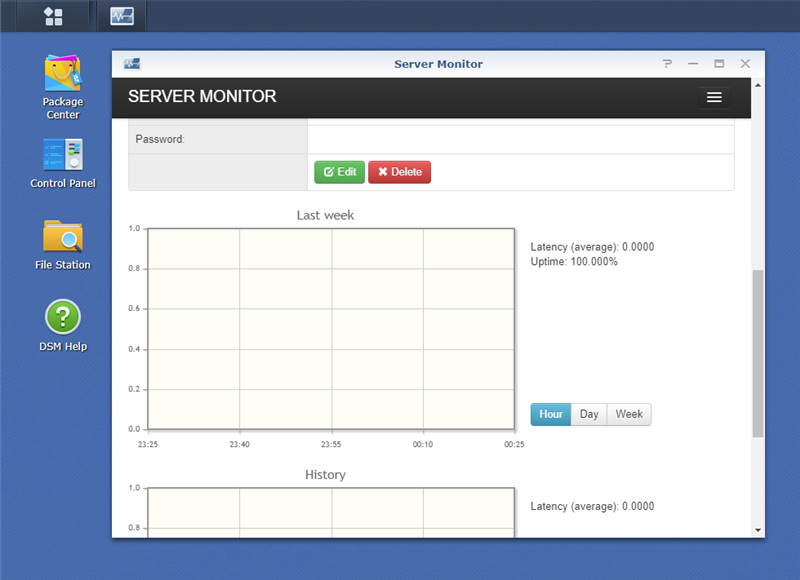 Server Monitor
?
SERVER MONITOR
Package
Center
Control Panel
File Station
?
DSM Help
Password:
Edit
Delete
Last week
1.0
0.8
0.6
0.4
0.2
0.0
23:25
23:40
23:55
00:10
00:25
Latency (average): 0.0000
Uptime: 100.000%
Hour
Day
Week
History
1.0
0.8
Latency (average): 0.0000